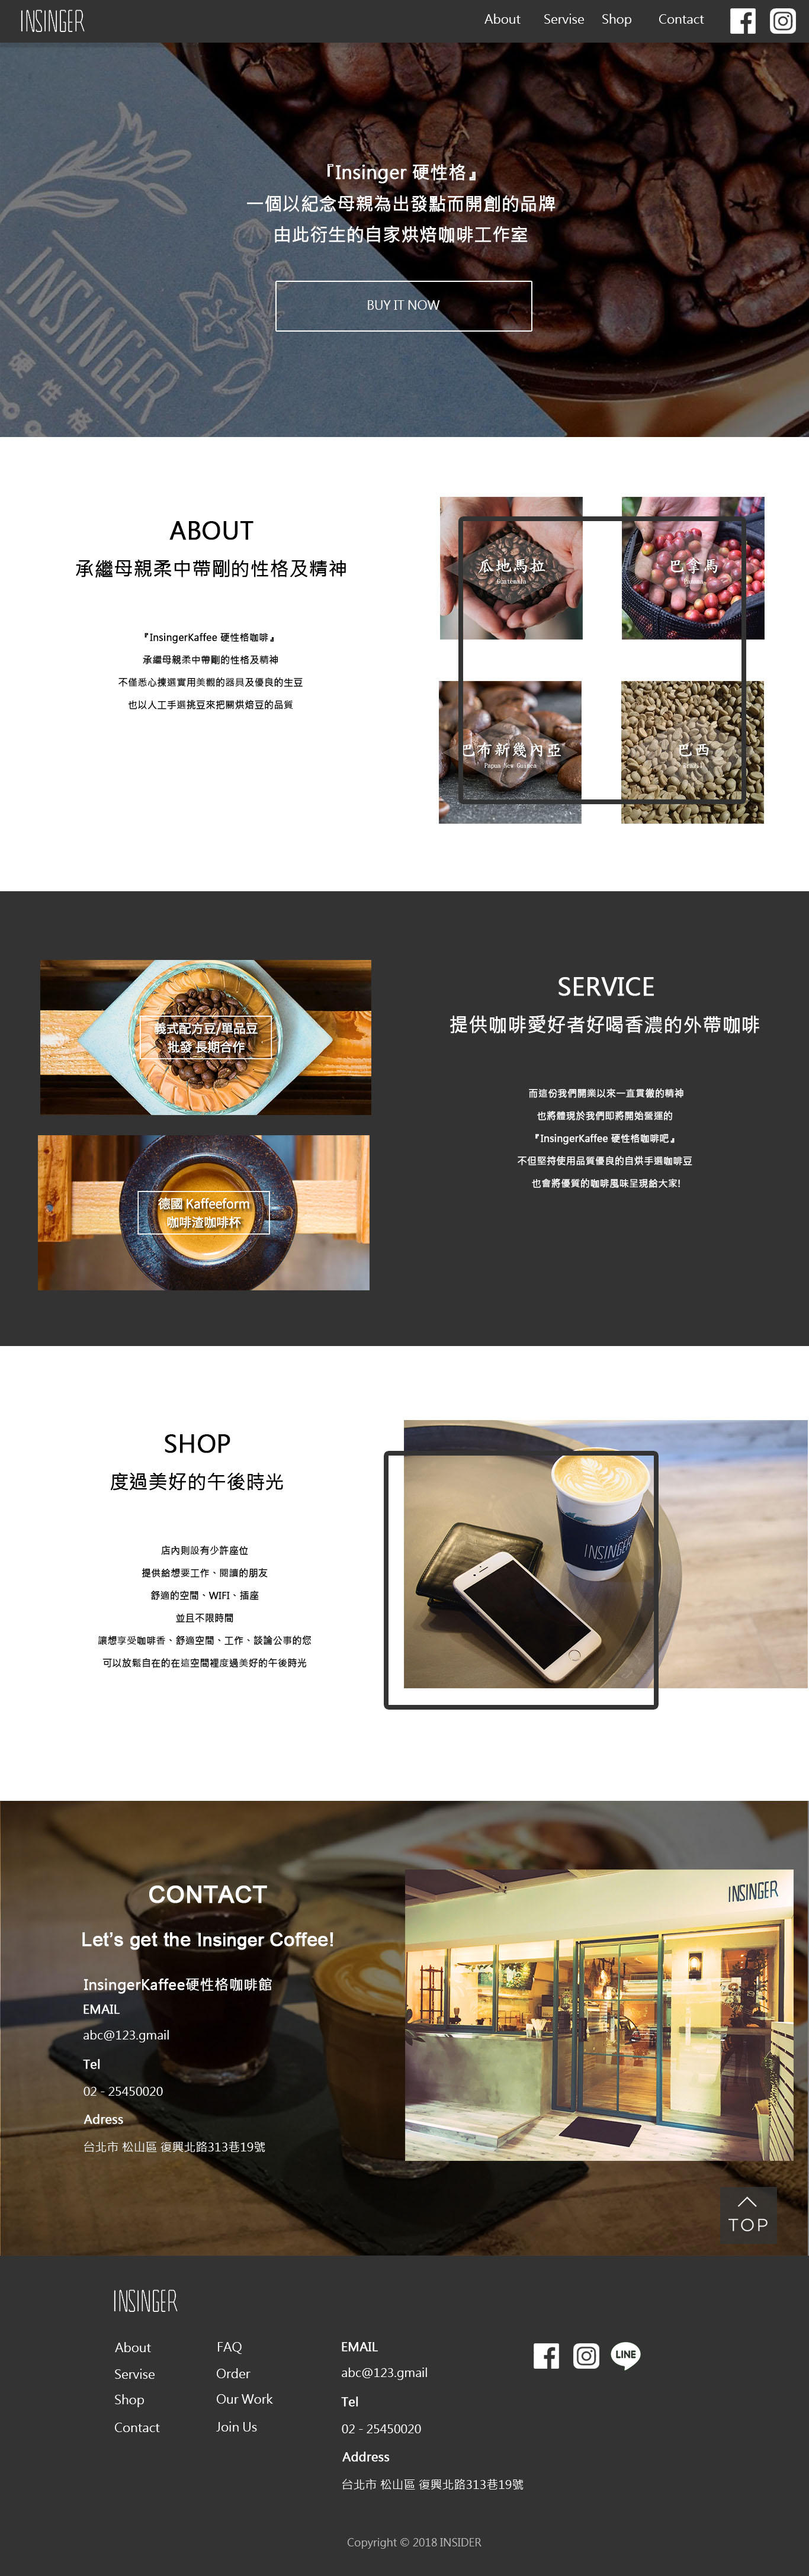 INSINGER
About Servise Shop Contact
『Insinger 硬性格』
一個以紀念母親為出發點而開創的品牌
由此衍生的自家烘焙咖啡工作室
BUY IT NOW
INSINGER
硬性格
ABOUT
承繼母親柔中帶剛的性格及精神
『InsingerKaffee 硬性格咖啡』
承繼母親柔中帶剛的性格及精神
不僅悉心揀選實用美觀的器具及優良的生豆
也以人工手選挑豆來把關烘焙豆的品質
瓜地馬拉
Guatemala
巴拿馬
Panama
巴布新幾內亞
Papua New Guinea
巴西
SERVICE
提供咖啡愛好者好喝香濃的外帶咖啡
而這份我們開業以來一直貫徹的精神
也將體現於我們即將開始營運的
『InsingerKaffee 硬性格咖啡吧』
不但堅持使用品質優良的自烘手選咖啡豆
也會將優質的咖啡風味呈現給大家!
義式配方豆/單品豆
批發 長期合作
德國 Kaffeeform
咖啡渣咖啡杯
SHOP
度過美好的午後時光
店內則設有少許座位
提供給想要工作、閱讀的朋友
舒適的空間、WIFI、插座
並且不限時間
讓想享受咖啡香、舒適空間、工作、談論公事的您
可以放鬆自在的在這空間裡度過美好的午後時光
INSINGER
CONTACT
Let's get the Insinger Coffee!
InsingerKaffee硬性格咖啡館
EMAIL
abc@123.gmail
Tel
02 - 25450020
Adress
台北市 松山區 復興北路313巷19號
INSINGER
TOP
INSINGER
About
Servise
Shop
Contact
FAQ
Order
Our Work
Join Us
EMAIL
abc@123.gmail
Tel
02 - 25450020
Address
台北市 松山區 復興北路313巷19號
LINE
Copyright © 2018 INSIDER